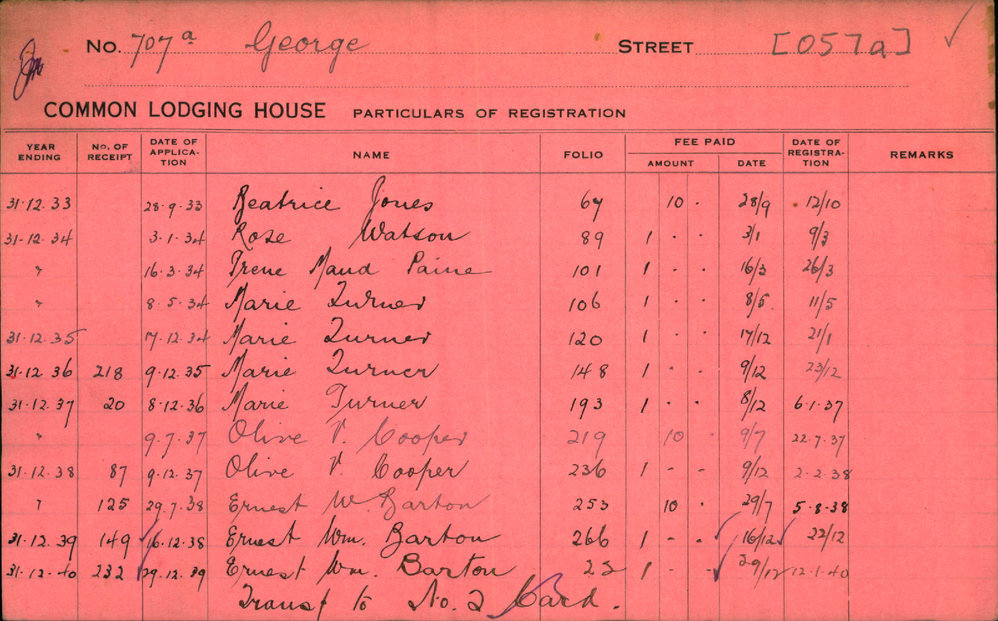 No. 707a George STREET [057a]
COMMON LODGING HOUSE PARTICULARS OF REGISTRATION
YEAR ENDING No. OF RECEIPT DATE OF APPLICA-TION NAME FOLIO FEE PAID AMOUNT DATE DATE OF REGISTRA-TION REMARKS
31.12.33 28.9.33 Beatrice Jones 67 10 . 28/9 12/10
31-12.34 3.1.34 Rose Watson 89 1 . . 3/1 9/3
" 16.3.34 Irene Maud Paine 101 1 . . 16/3 26/3
" 8.5.34 Marie Turner 106 1 . . 8/5 11/5
31.12.35 17.12.34 Marie Turner 120 1 . . 17/12 21/1
31.12.36 218 9.12.35 Marie Turner 148 1 . . 9/12 23/12
31.12.37 20 8.12.36 Marie Turner 193 1 . . 8/12 6.1.37
" 9.7.37 Olive V. Cooper 219 10 . 9/7 22.7.37
31.12.38 87 9.12.37 Olive V. Cooper 236 1 - - 9/12 2-2.38
" 125 29.7.38 Ernest W. Barton 253 10 . 29/7 5.8.38
31.12.39 149 16.12.38 Ernest Wm. Barton 266 1 - - 16/12 22/12
31-12-40 232 29.12.39 Ernest Wm. Barton 22 1 - - 29/12 12.1.40
Transf to No. 2 Card.